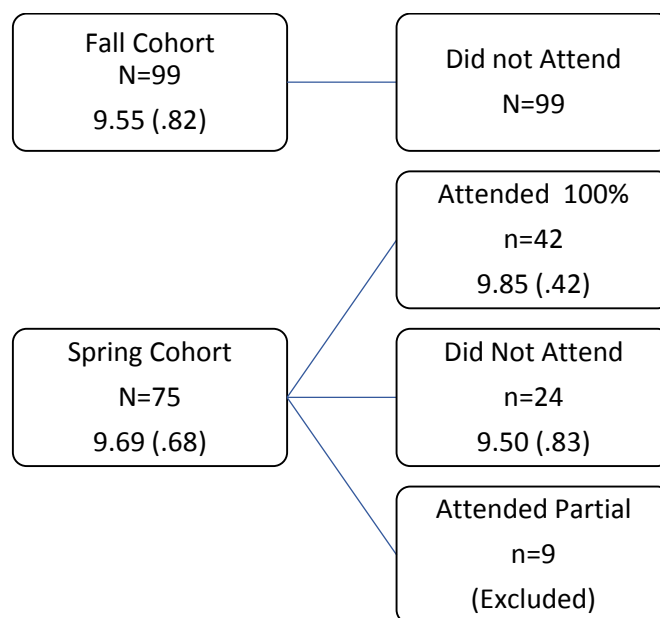 Fall Cohort
N=99
9.55 (.82)
Did not Attend
N=99
Attended 100%
n=42
9.85 (.42)
Spring Cohort
N=75
9.69 (.68)
Did Not Attend
n=24
9.50 (.83)
Attended Partial
n=9
(Excluded)